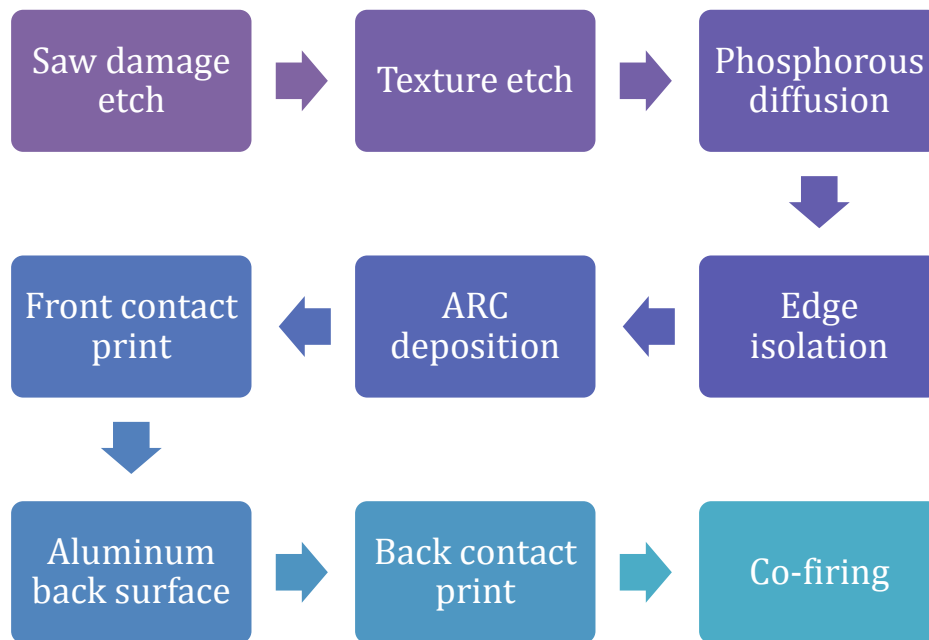 Saw damage
etch
Texture etch
Phosphorous
diffusion
Edge
isolation
ARC
deposition
Front contact
print
Aluminum
back surface
Back contact
print
Co-firing